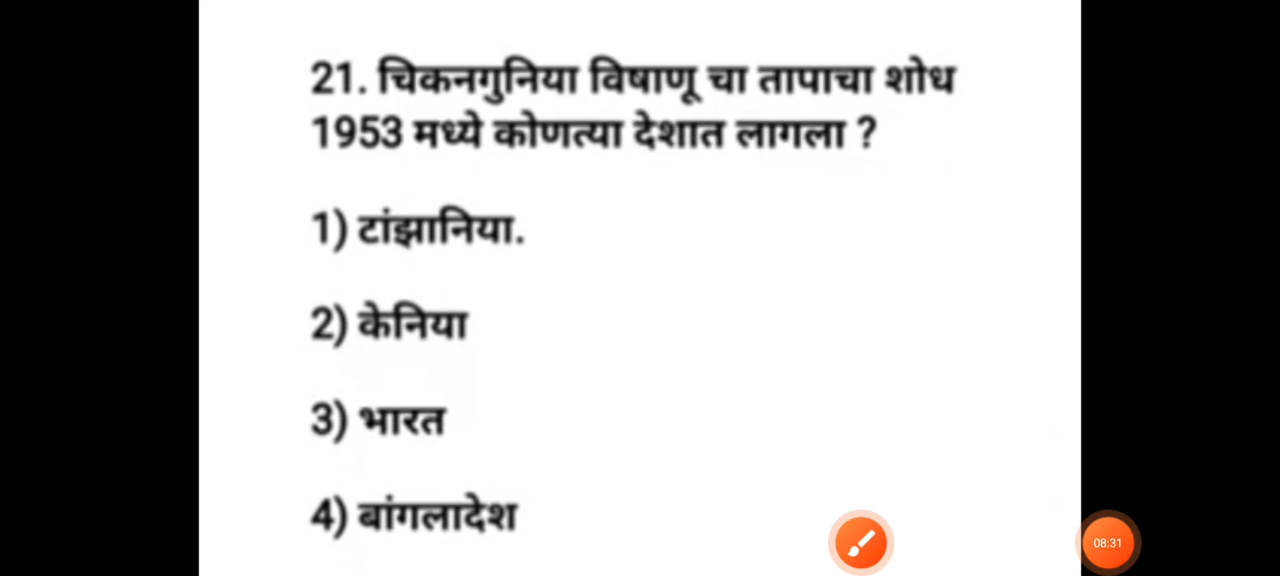 21. चिकनगुनिया विषाणू चा तापाचा शोध
1953 मध्ये कोणत्या देशात लागला ?
1) टांझानिया.
2) केनिया
3) भारत
4) बांगलादेश
08:31